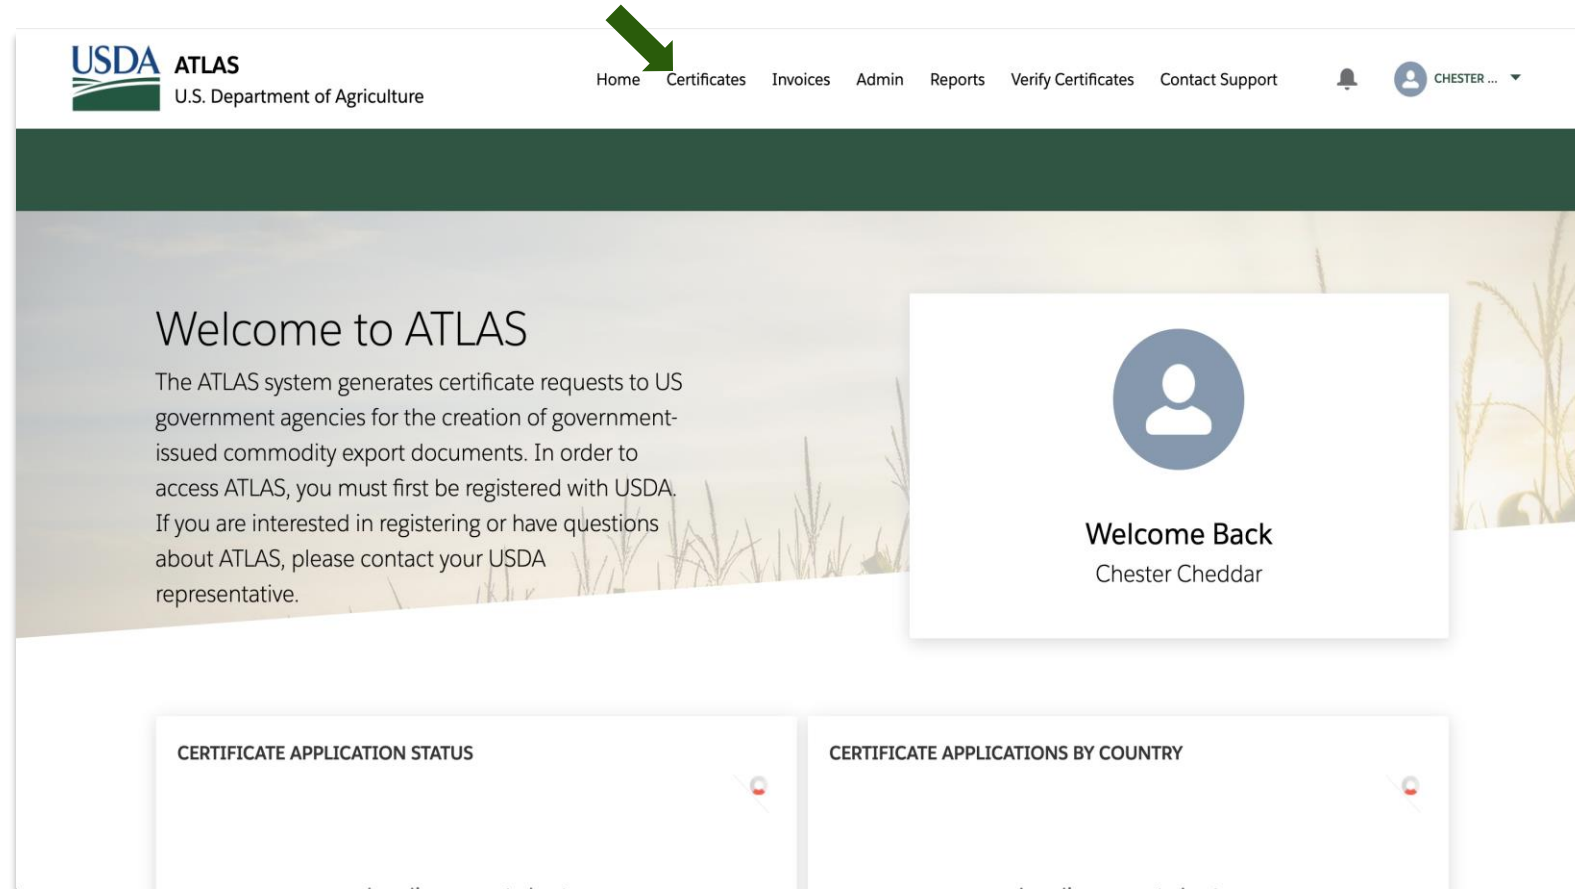 USDA
ATLAS
U.S. Department of Agriculture
Home Certificates Invoices Admin Reports Verify Certificates Contact Support
CHESTER ...
Welcome to ATLAS
The ATLAS system generates certificate requests to US
government agencies for the creation of government-
issued commodity export documents. In order to
access ATLAS, you must first be registered with USDA.
If you are interested in registering or have questions
about ATLAS, please contact your USDA
representative.
Welcome Back
Chester Cheddar
CERTIFICATE APPLICATION STATUS
CERTIFICATE APPLICATIONS BY COUNTRY